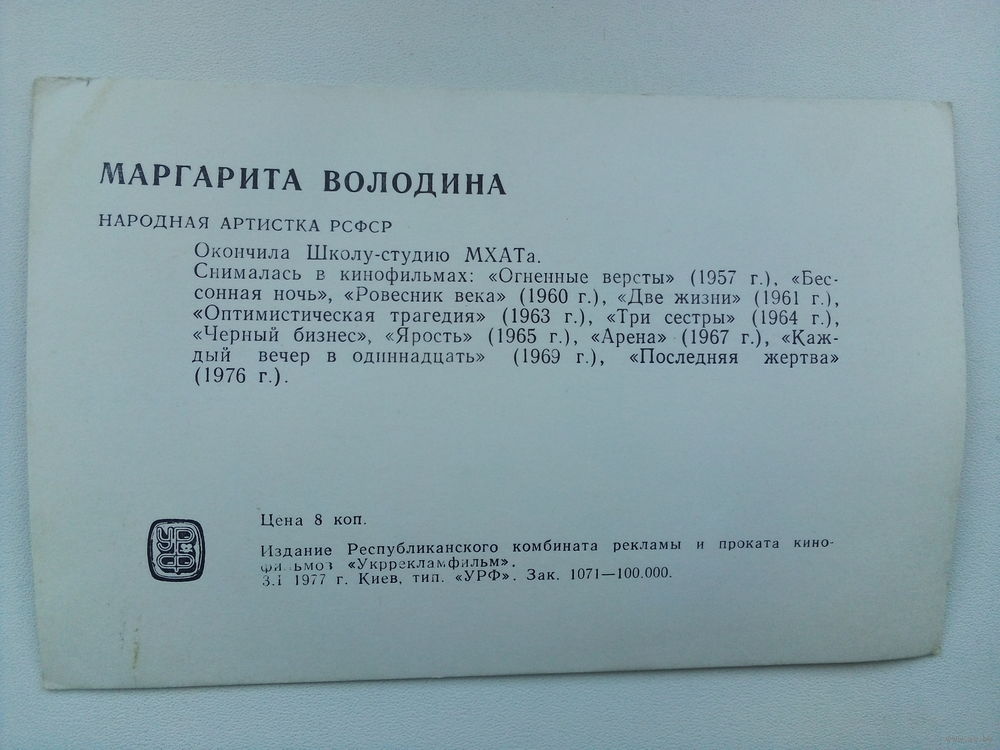 МАРГАРИТА ВОЛОДИНА
НАРОДНАЯ АРТИСТКА РСФСР
Окончила Школу-студию МХАТа.
Снималась в кинофильмах: «Огненные версты» (1957 г.), «Бес-
сонная ночь», «Ровесник века» (1960 г.), «Две жизни» (1961 г.),
«Оптимистическая трагедия» (1963 г.), «Три сестры» (1964 г.),
«Черный бизнес», «Ярость» (1965 г.), «Арена» (1967 г.), «Каж-
дый вечер в одиннадцать» (1969 г.), «Последняя жертва»
(1976 г.).
УРФ
Цена 8 коп.
Издание Республиканского комбината рекламы и проката кино-
фильмов «Укррекламфильм».
3.I 1977 г. Киев, тип. «УРФ». Зак. 1071—100.000.